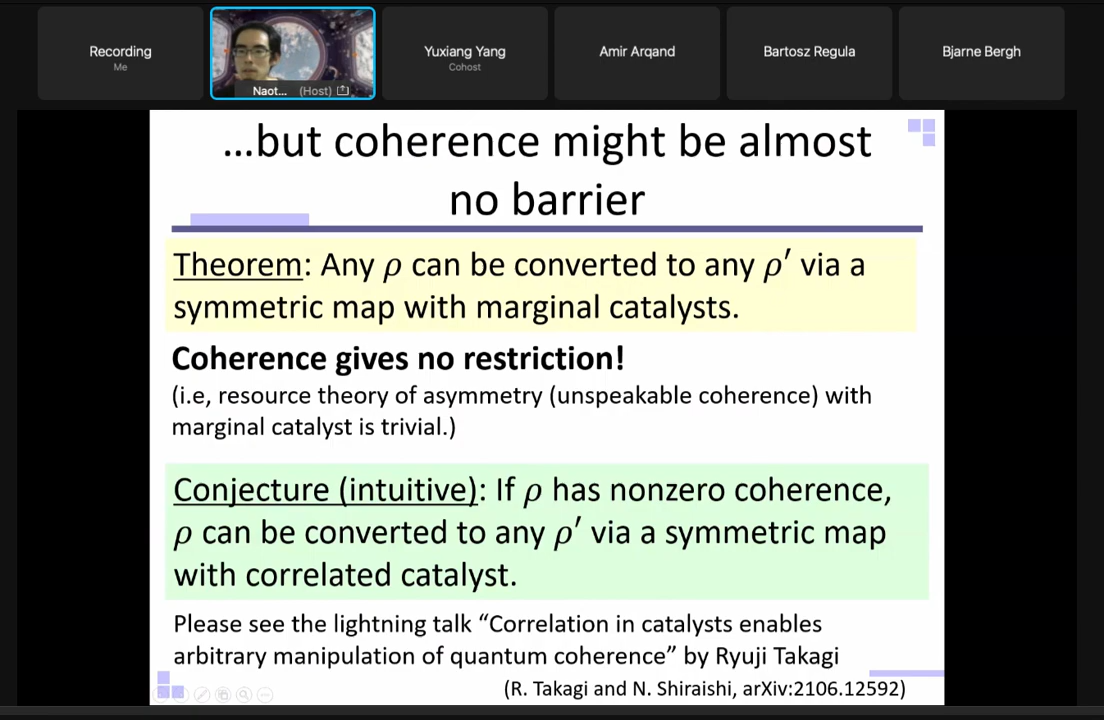 Recording
Me
Naot... (Host)
Yuxiang Yang
Cohost
Amir Arqand
Bartosz Regula
Bjarne Bergh
...but coherence might be almost
no barrier
Theorem: Any ρ can be converted to any ρ′ via a
symmetric map with marginal catalysts.
Coherence gives no restriction!
(i.e, resource theory of asymmetry (unspeakable coherence) with
marginal catalyst is trivial.)
Conjecture (intuitive): If ρ has nonzero coherence,
ρ can be converted to any ρ′ via a symmetric map
with correlated catalyst.
Please see the lightning talk “Correlation in catalysts enables
arbitrary manipulation of quantum coherence” by Ryuji Takagi
(R. Takagi and N. Shiraishi, arXiv:2106.12592)